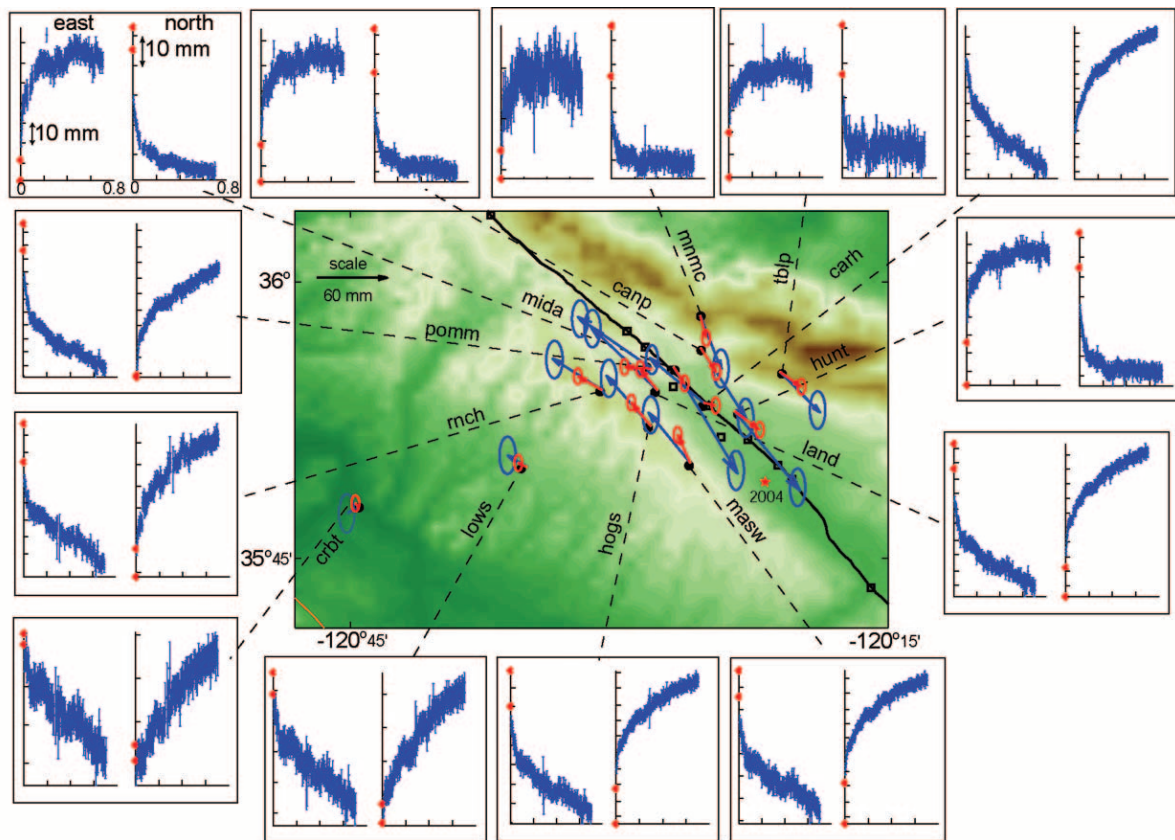 east north
10 mm
10 mm
0 0.8
0 0.8
36°
scale
60 mm
mida
pomm
canp
mnmc
tblp
carh
hunt
rnch
land
2004
crbt
lows
hogs
masw
35°45'
-120°45'
-120°15'